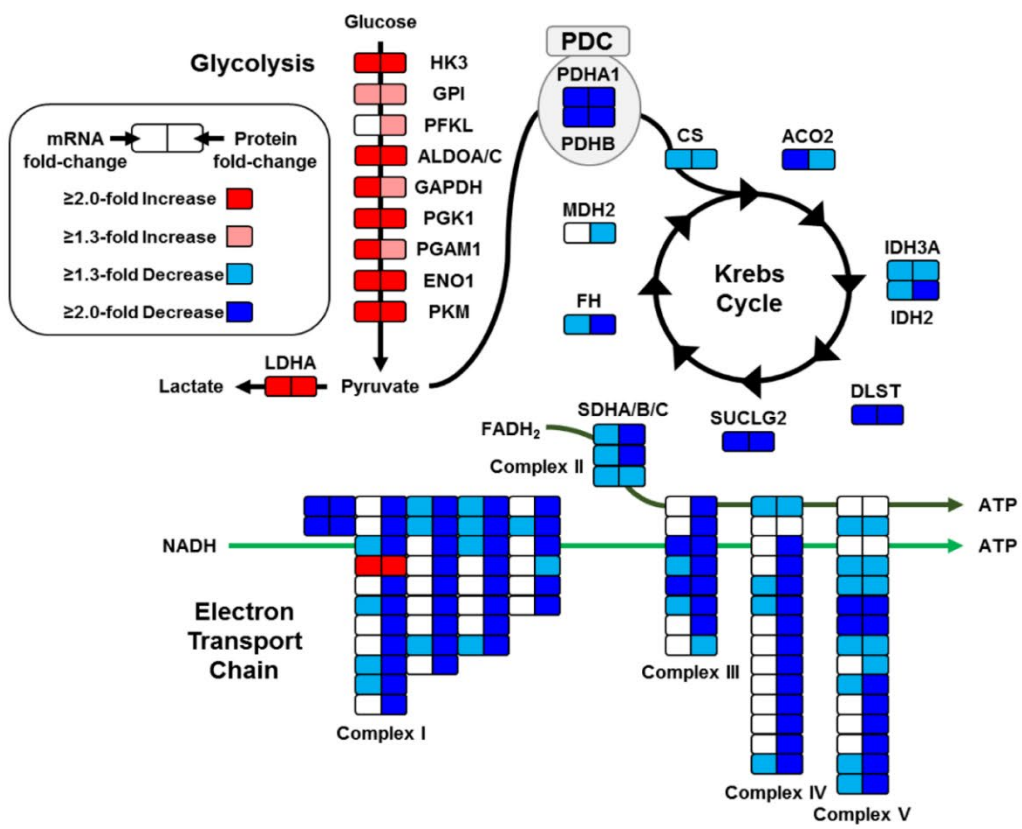 Glucose
Glycolysis
HK3
GPI
PFKL
ALDOA/C
GAPDH
PGK1
PGAM1
ENO1
PKM
mRNA
fold-change
Protein
fold-change
≥2.0-fold Increase
≥1.3-fold Increase
≥1.3-fold Decrease
≥2.0-fold Decrease
LDHA
Lactate
Pyruvate
PDC
PDHA1
PDHB
CS
ACO2
MDH2
IDH3A
IDH2
Krebs
Cycle
FH
DLST
SUCLG2
SDHA/B/C
FADH₂
Complex II
ATP
NADH
ATP
Electron
Transport
Chain
Complex I
Complex III
Complex IV
Complex V